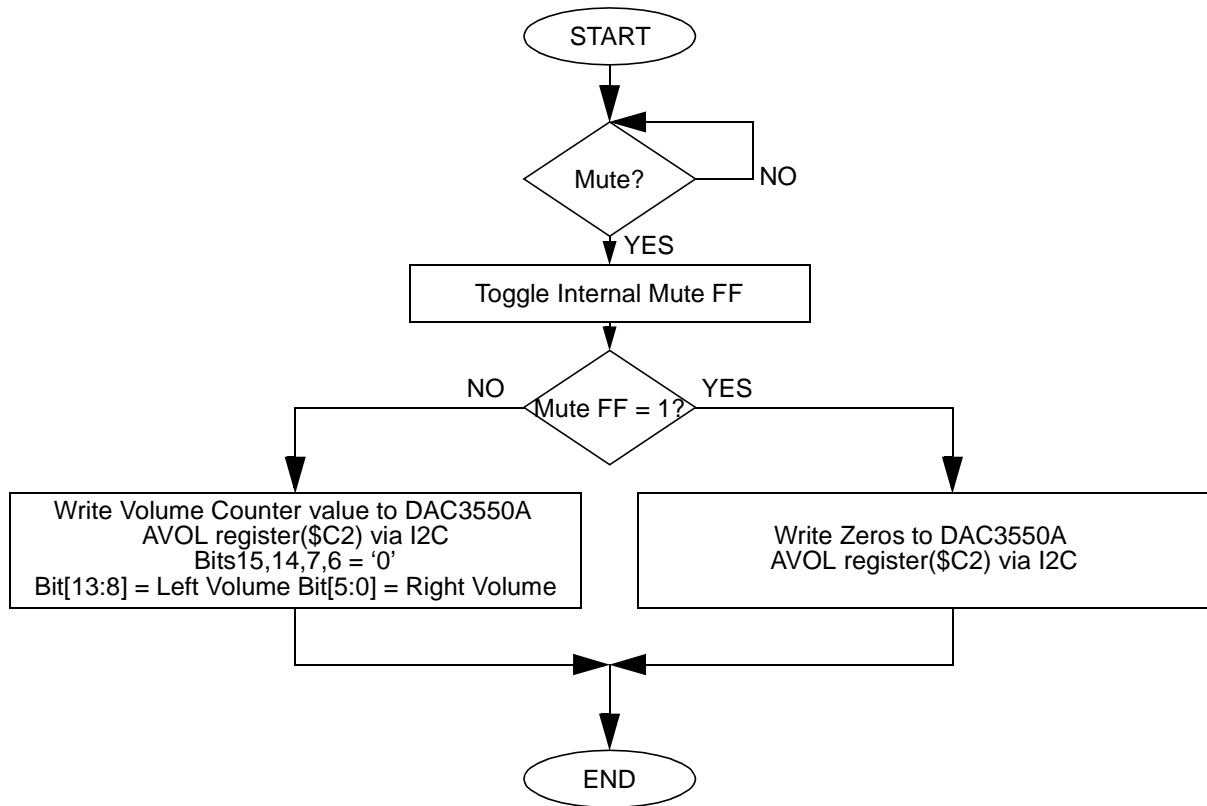 START
Mute?
NO
YES
Toggle Internal Mute FF
NO
YES
Mute FF = 1?
Write Volume Counter value to DAC3550A
AVOL register($C2) via I2C
Bits15,14,7,6 = ‘0’
Bit[13:8] = Left Volume Bit[5:0] = Right Volume
Write Zeros to DAC3550A
AVOL register($C2) via I2C
END